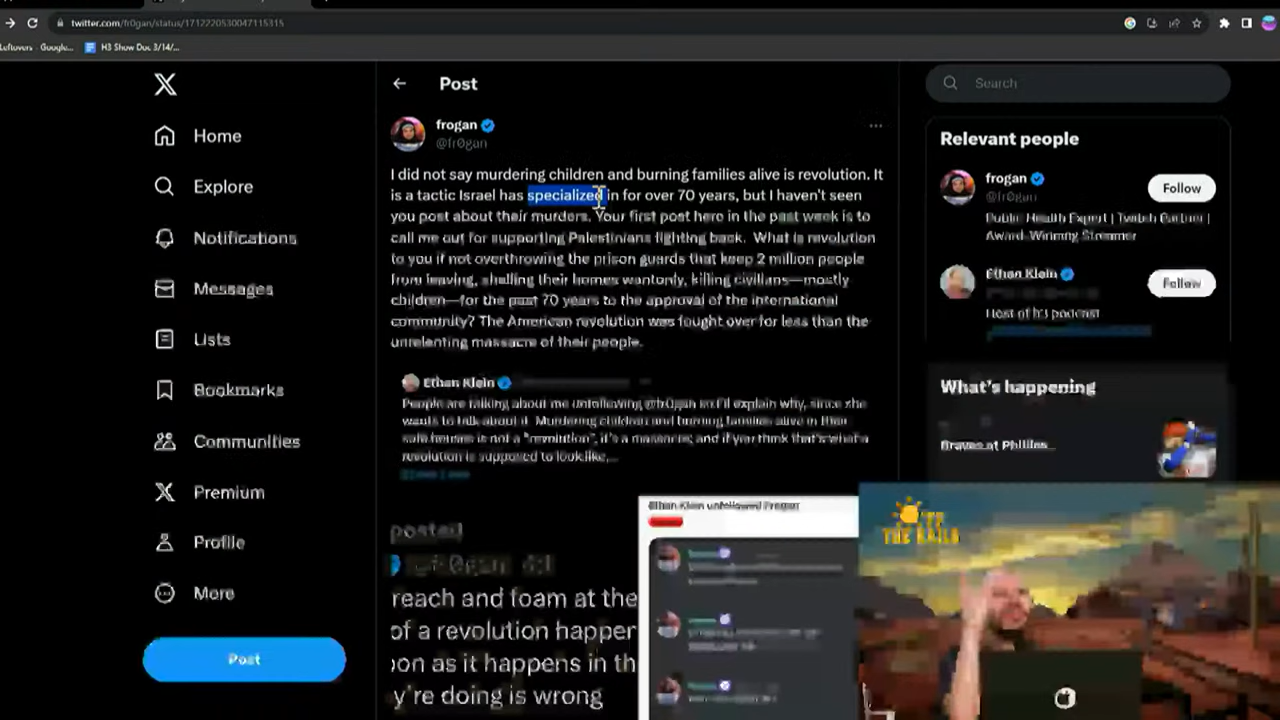 twitter.com/fr0gan/status/1712220530047115315
Leftovers - Google...
H3 Show Doc 3/14/...
Home
Explore
Notifications
Messages
Lists
Bookmarks
Communities
Premium
Profile
More
Post
Post
frogan
@fr0gan
I did not say murdering children and burning families alive is revolution. It
is a tactic Israel has specialized in for over 70 years, but I haven't seen
you post about their murders. Your first post here in the past week is to
call me out for supporting Palestinians fighting back. What is revolution
to you if not overthrowing the prison guards that keep 2 million people
from leaving, shelling their homes wantonly, killing civilians—mostly
children—for the past 70 years to the approval of the international
community? The American revolution was fought over for less than the
unrelenting massacre of their people.
Ethan Klein
People are talking about me unfollowing @fr0gan so I'll explain why, since she
wants to talk about it. Murdering children and burning families alive in their
safe houses is not a "revolution", it's a massacre, and if you think that's what a
revolution is supposed to look like,...
posted
@fr0gan
reach and foam at the
of a revolution happen
oon as it happens in th
y're doing is wrong
Search
Relevant people
frogan
@fr0gan
Follow
Public Health Expert | Twitch Partner |
Award-Winning Streamer
Ethan Klein
Follow
Host of h3 podcast
What's happening
Braves at Phillies
Ethan Klein unfollowed Frogan
THE RAILS